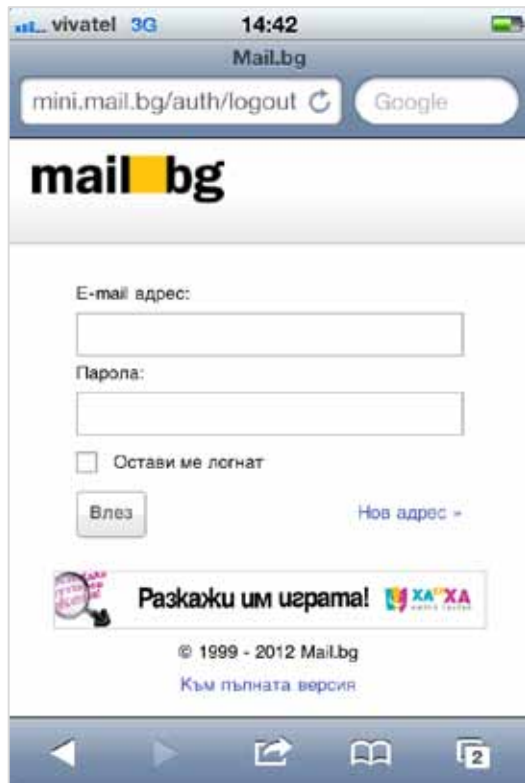 vivatel 3G 14:42
Mail.bg
mini.mail.bg/auth/logout Google
mail bg
E-mail адрес:
Парола:
Остави ме логнат
Влез Нов адрес »
Разкажи им играта! ХА ХА
© 1999 - 2012 Mail.bg
Към пълната версия
2